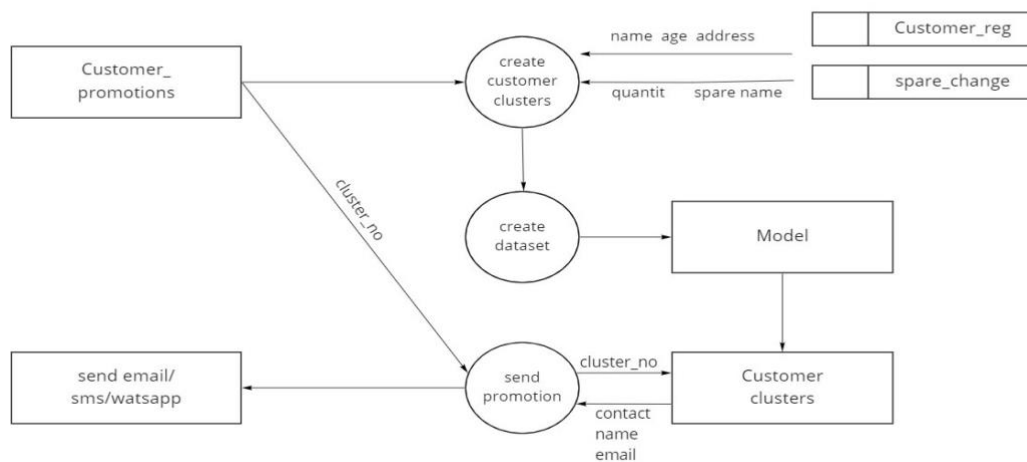 name age address
Customer_reg
create
customer
clusters
Customer_
promotions
quantit spare name
spare_change
cluster_no
create
dataset
Model
cluster_no
send email/
sms/watsapp
send
promotion
Customer
clusters
contact
name
email